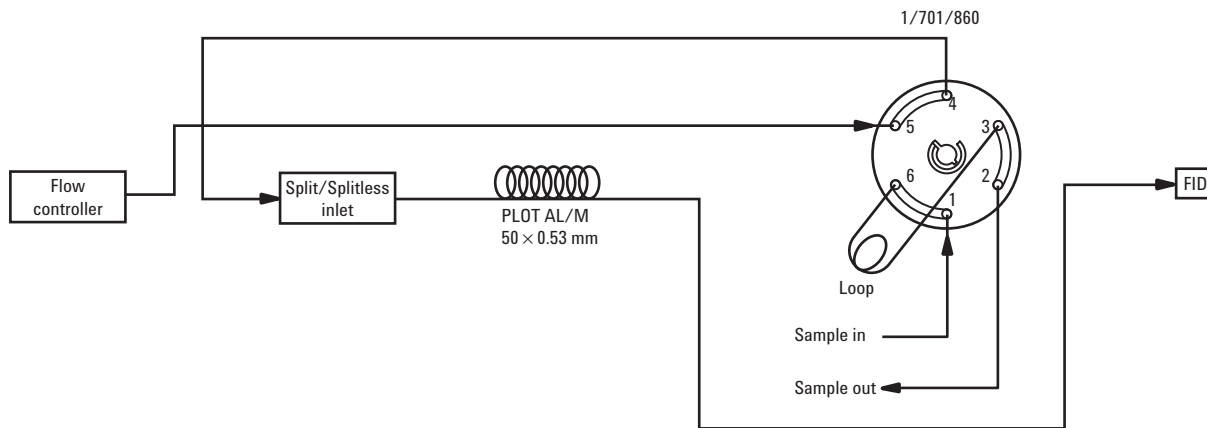 1/701/860
4
5
3
6
2
1
Flow
controller
Split/Splitless
inlet
PLOT AL/M
50 × 0.53 mm
FID
Loop
Sample in
Sample out